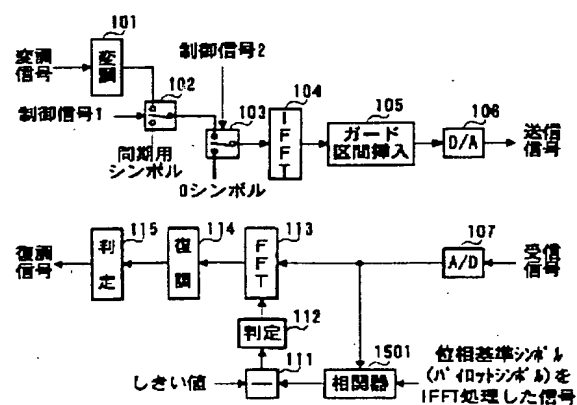 101
変調
信号
変
調
制御信号2
102
制御信号1
103
同期用
シンボル
0シンボル
104
IFFT
105
ガード
区間挿入
106
D/A
送信
信号
復調
信号
115
判
定
114
復
調
113
FFT
107
A/D
受信
信号
判定
112
しきい値
ー
111
1501
相関器
位相基準シンボル
(パイロットシンボル)を
IFFT処理した信号